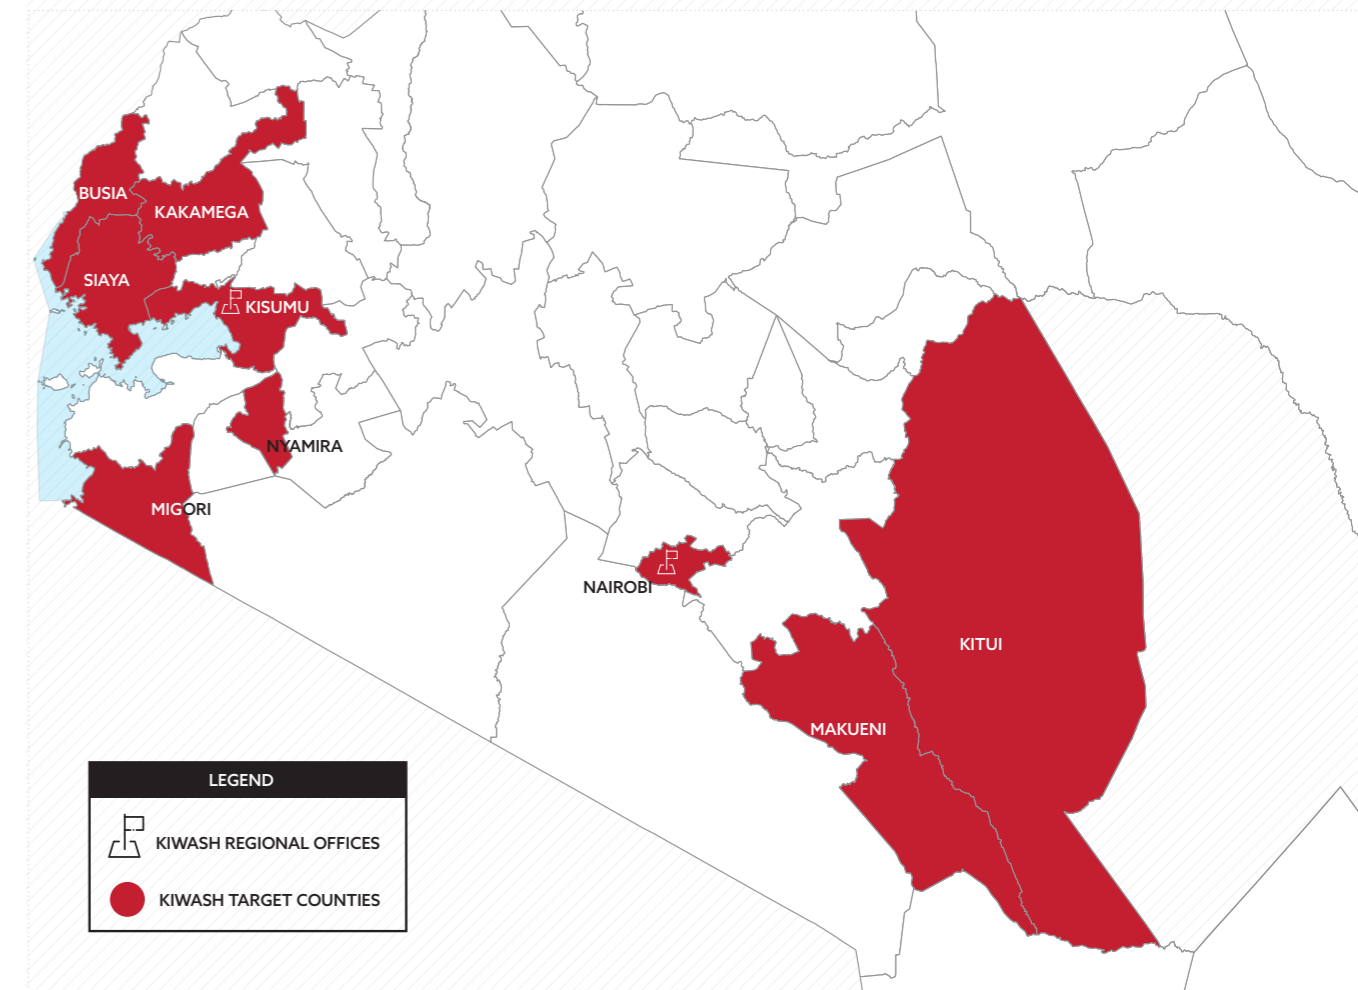 BUSIA
KAKAMEGA
SIAYA
KISUMU
NYAMIRA
MIGORI
NAIROBI
KITUI
MAKUENI
LEGEND
KIWASH REGIONAL OFFICES
KIWASH TARGET COUNTIES